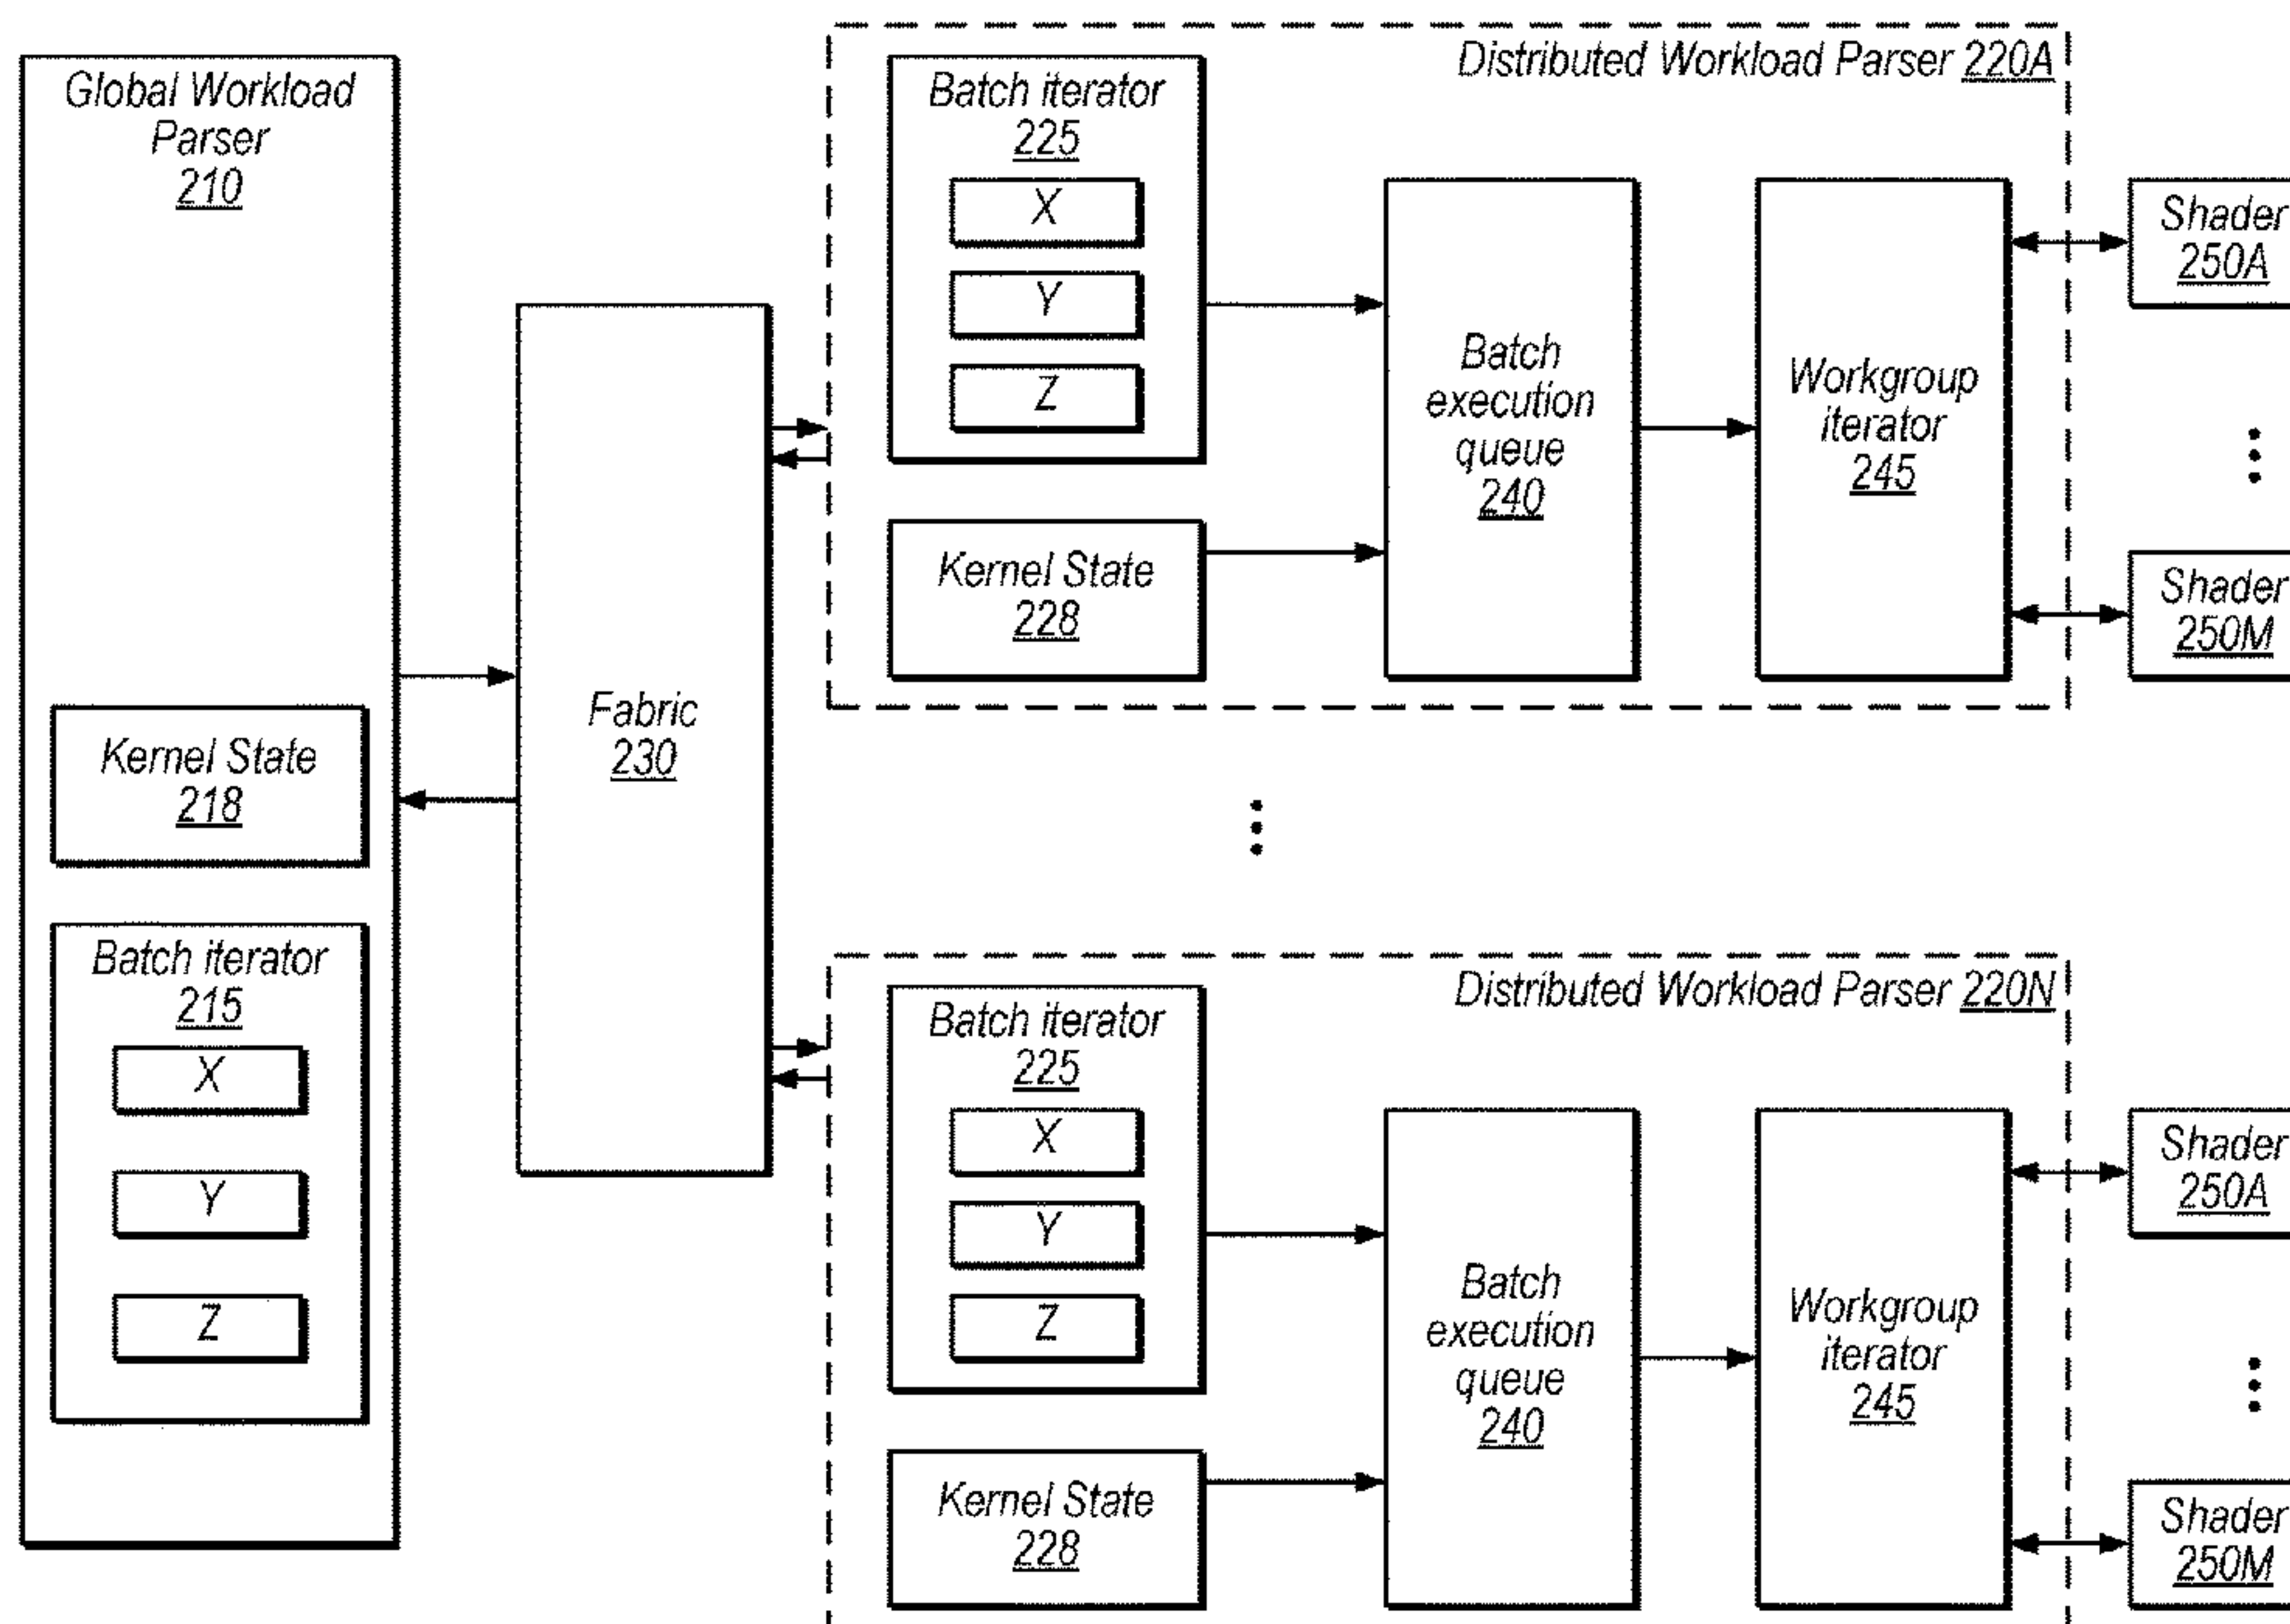 Global Workload
Parser
210
Kernel State
218
Batch iterator
215
X
Y
Z
Fabric
230
Distributed Workload Parser 220A
Batch iterator
225
X
Y
Z
Kernel State
228
Batch
execution
queue
240
Workgroup
iterator
245
Shader
250A
Shader
250M
Distributed Workload Parser 220N
Batch iterator
225
X
Y
Z
Kernel State
228
Batch
execution
queue
240
Workgroup
iterator
245
Shader
250A
Shader
250M